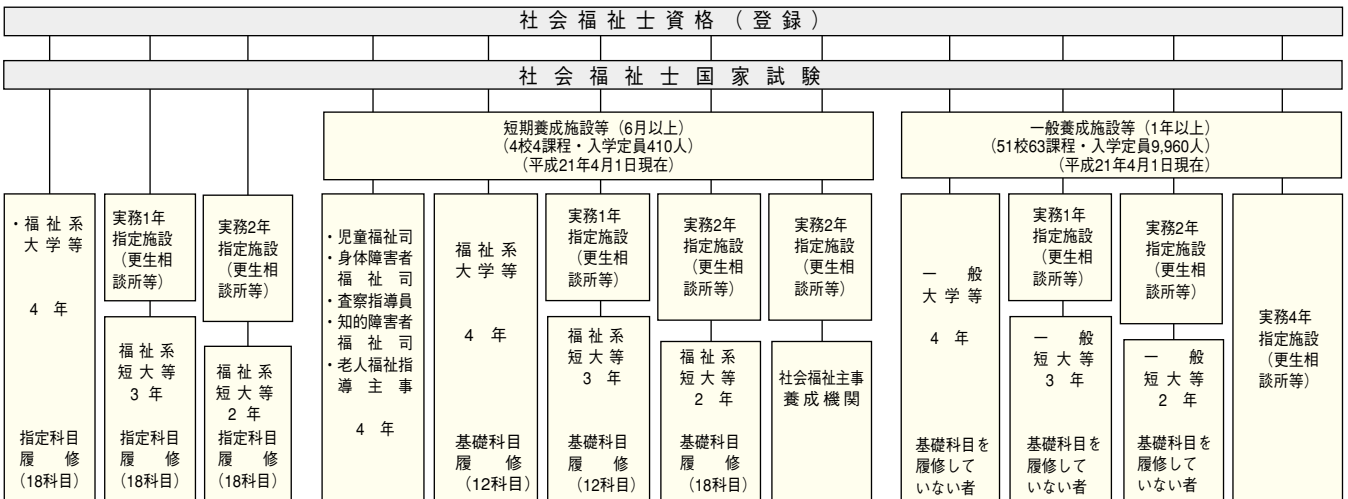 社会福祉士資格（登録）
社会福祉士国家試験
短期養成施設等（6月以上）
（4校4課程・入学定員410人）
（平成21年4月1日現在）
一般養成施設等（1年以上）
（51校63課程・入学定員9,960人）
（平成21年4月1日現在）
・福祉系
大学等
4 年
指定科目
履 修
（18科目）
実務1年
指定施設
（更生相
談所等）
福祉系
短大等
3 年
指定科目
履 修
（18科目）
実務2年
指定施設
（更生相
談所等）
福祉系
短大等
2 年
指定科目
履 修
（18科目）
・児童福祉司
・身体障害者
福祉司
・査察指導員
・知的障害者
福祉司
・老人福祉指
導主事
4 年
福祉系
大学等
4 年
基礎科目
履 修
（12科目）
実務1年
指定施設
（更生相
談所等）
福祉系
短大等
3 年
基礎科目
履 修
（12科目）
実務2年
指定施設
（更生相
談所等）
福祉系
短大等
2 年
基礎科目
履 修
（18科目）
実務2年
指定施設
（更生相
談所等）
社会福祉主事
養成機関
一 般
大学等
4 年
基礎科目を
履修して
いない者
実務1年
指定施設
（更生相
談所等）
一 般
短大等
3 年
基礎科目を
履修して
いない者
実務2年
指定施設
（更生相
談所等）
一 般
短大等
2 年
基礎科目を
履修して
いない者
実務4年
指定施設
（更生相
談所等）